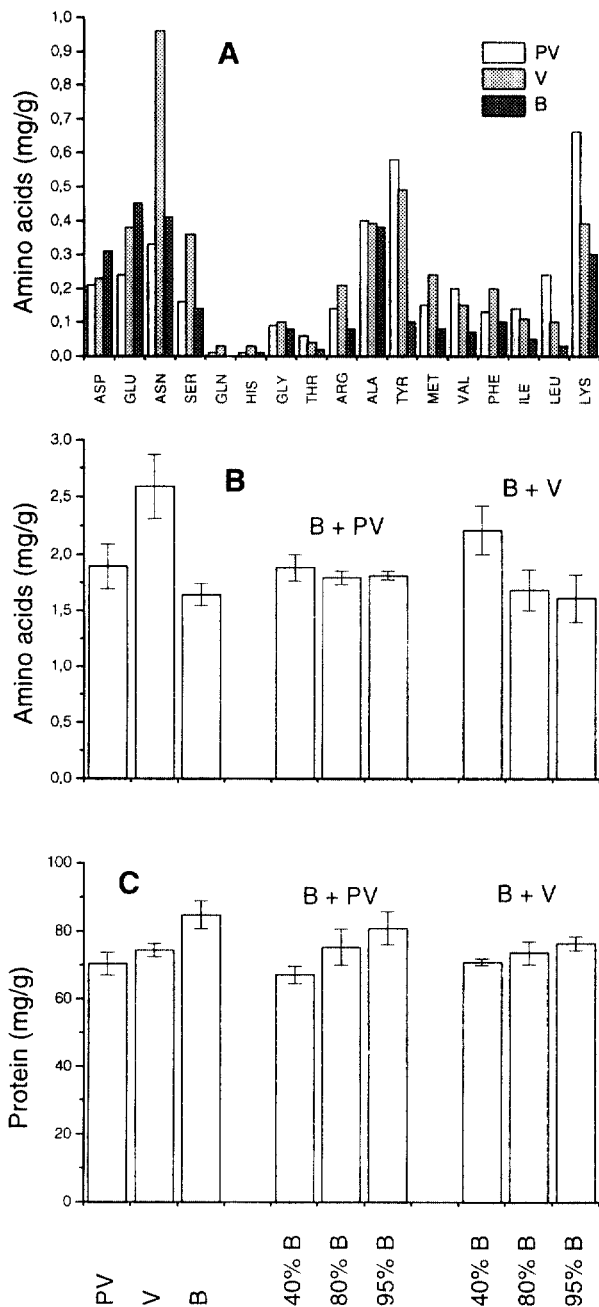 A
PV
V
B
Amino acids (mg/g)
1,0
0,9
0,8
0,7
0,6
0,5
0,4
0,3
0,2
0,1
0,0
ASP GLU ASN SER GLN HIS GLY THR ARG ALA TYR MET VAL PHE ILE LEU LYS
B
B + PV
B + V
Amino acids (mg/g)
3,0
2,5
2,0
1,5
1,0
0,5
0,0
C
B + PV
B + V
Protein (mg/g)
100
80
60
40
20
0
PV V B 40% B 80% B 95% B 40% B 80% B 95% B